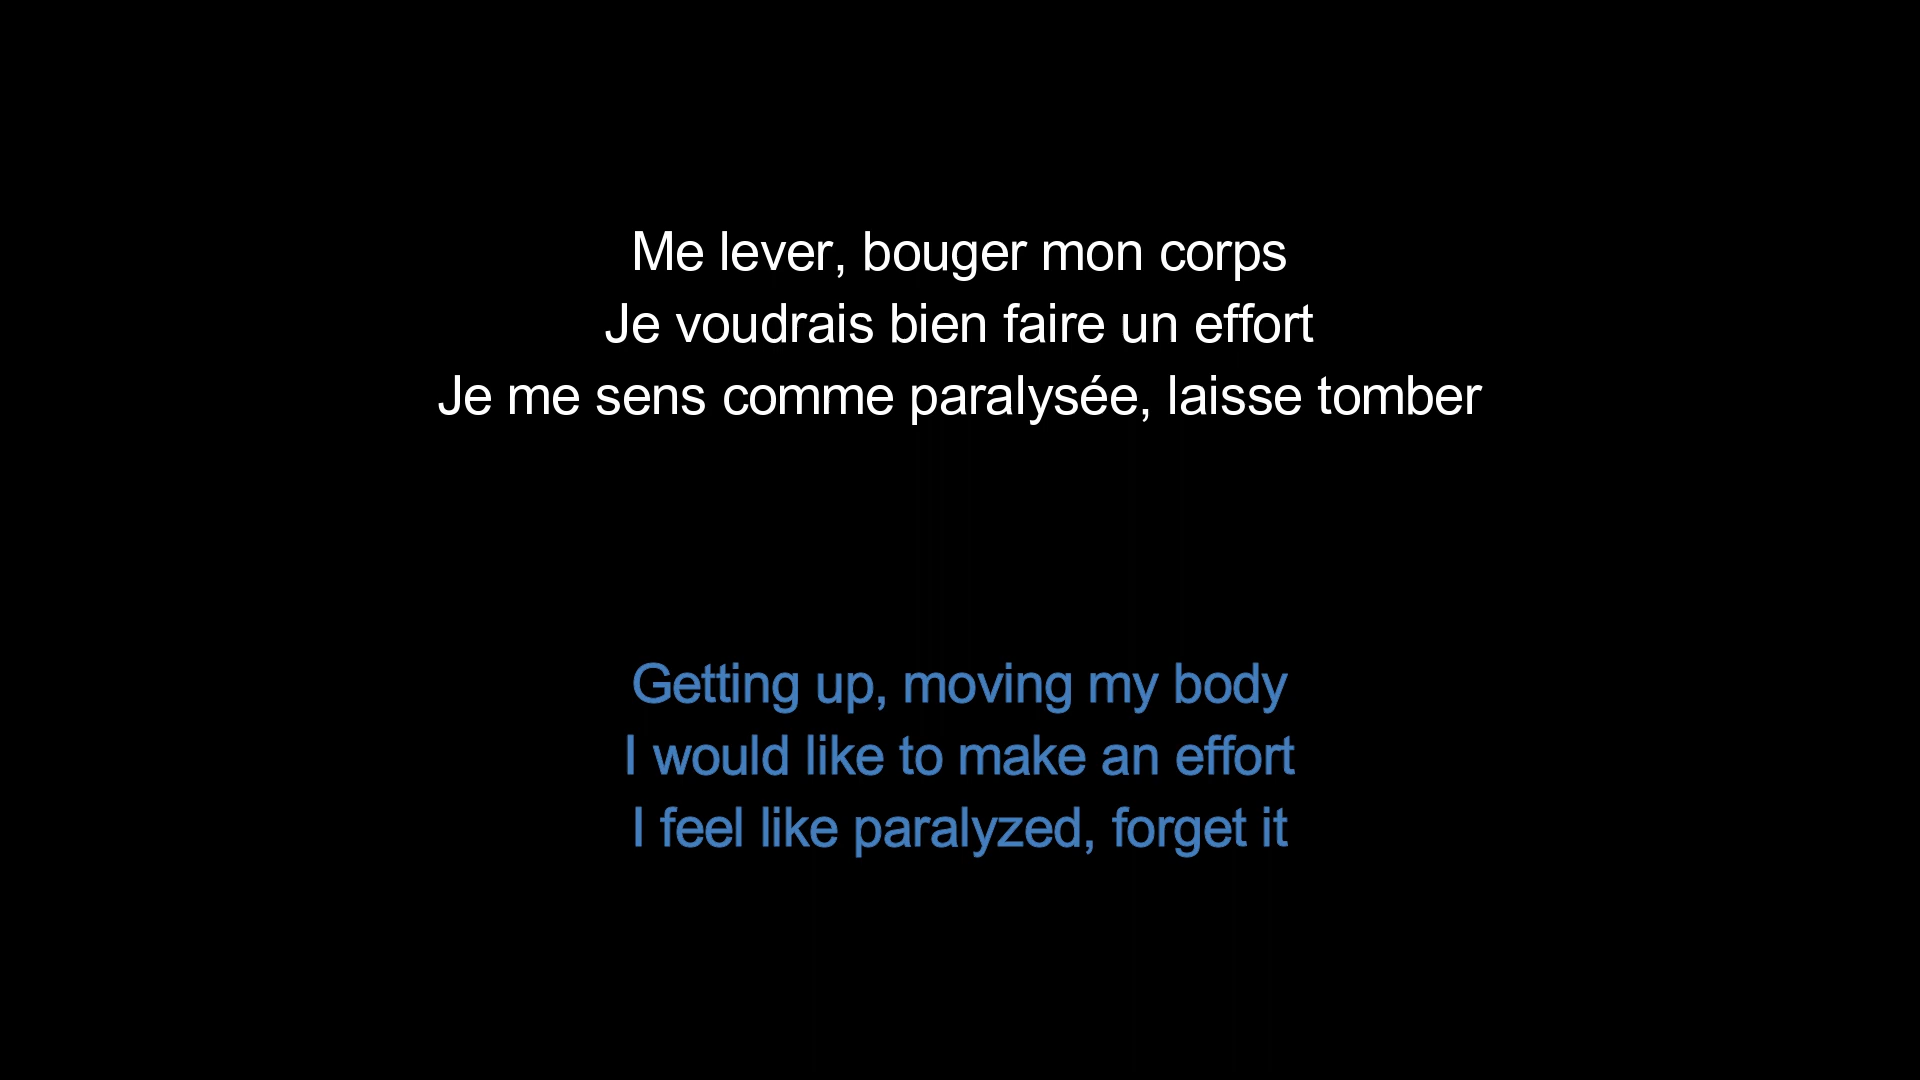 Me lever, bouger mon corps
Je voudrais bien faire un effort
Je me sens comme paralysée, laisse tomber
Getting up, moving my body
I would like to make an effort
I feel like paralyzed, forget it